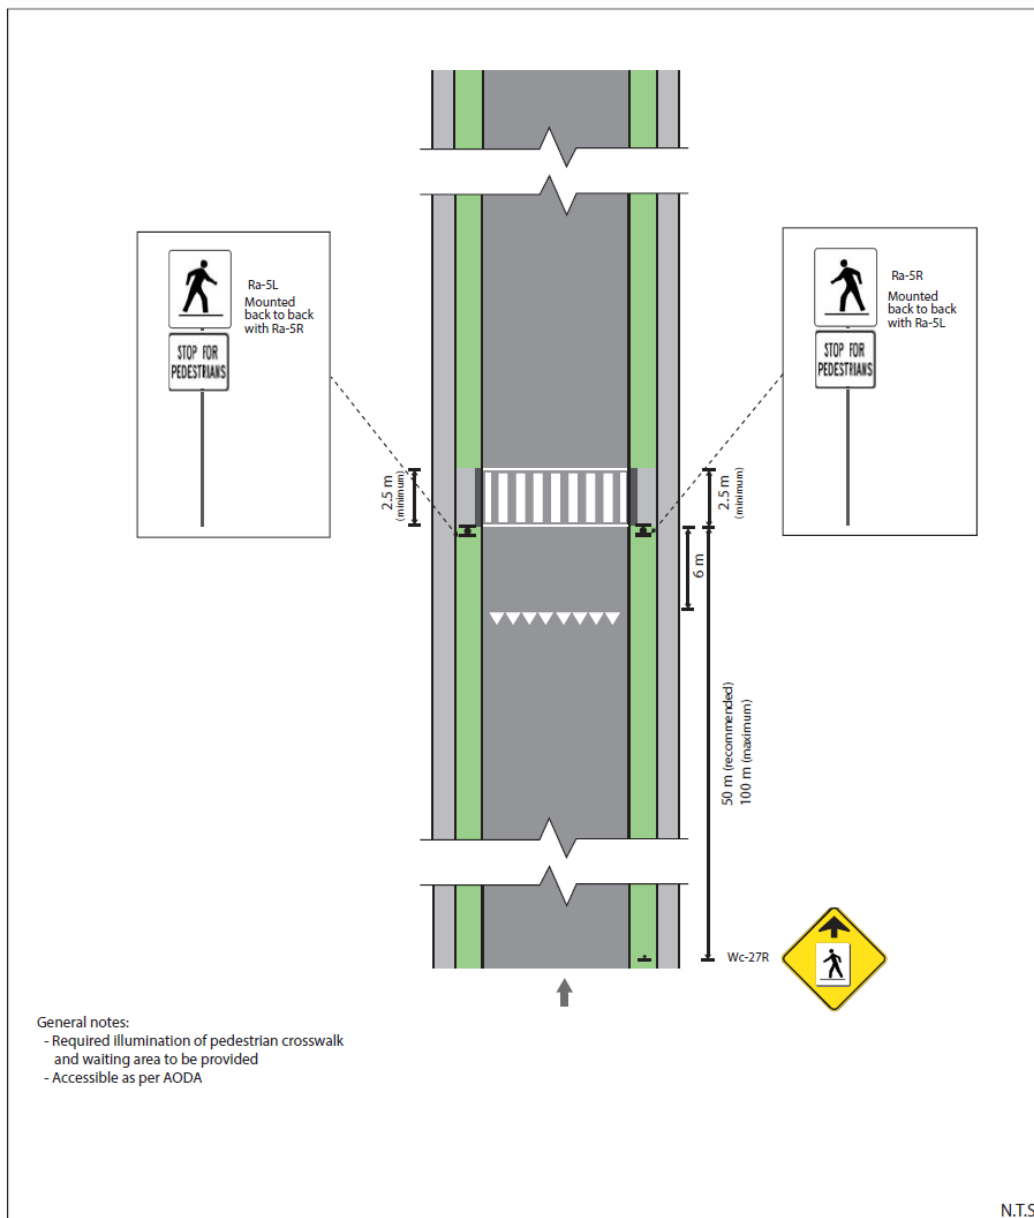 Ra-5L
Mounted
back to back
with Ra-5R
STOP FOR
PEDESTRIANS
Ra-5R
Mounted
back to back
with Ra-5L
STOP FOR
PEDESTRIANS
2.5 m
(minimum)
2.5 m
(minimum)
6 m
50 m (recommended)
100 m (maximum)
Wc-27R
General notes:
- Required illumination of pedestrian crosswalk
and waiting area to be provided
- Accessible as per AODA
N.T.S